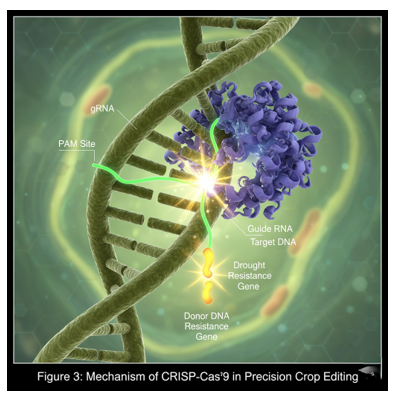 gRNA
PAM Site
Guide RNA
Target DNA
Drought
Resistance
Gene
Donor DNA
Resistance
Gene
Figure 3: Mechanism of CRISP-Cas'9 in Precision Crop Editing